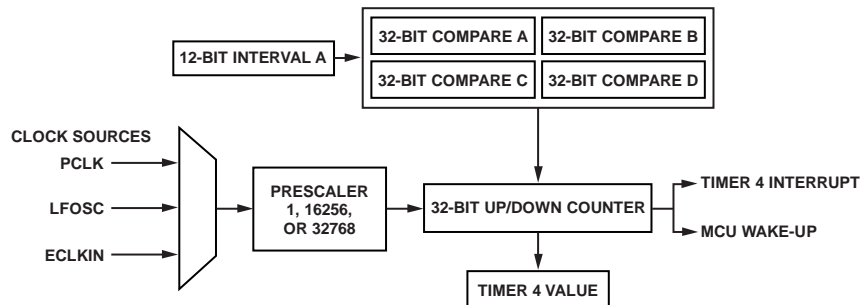 32-BIT COMPARE A
32-BIT COMPARE B
12-BIT INTERVAL A
32-BIT COMPARE C
32-BIT COMPARE D
CLOCK SOURCES
PCLK
LFOSC
ECLKIN
PRESCALER
1, 16256,
OR 32768
32-BIT UP/DOWN COUNTER
TIMER 4 INTERRUPT
MCU WAKE-UP
TIMER 4 VALUE